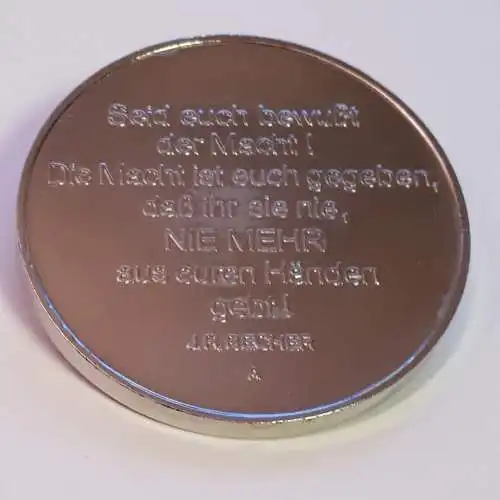 Seid euch bewußt
der Macht !
Die Macht ist euch gegeben,
daß ihr sie nie,
NIE MEHR
aus euren Händen
gebt!
J.R. BECHER
A